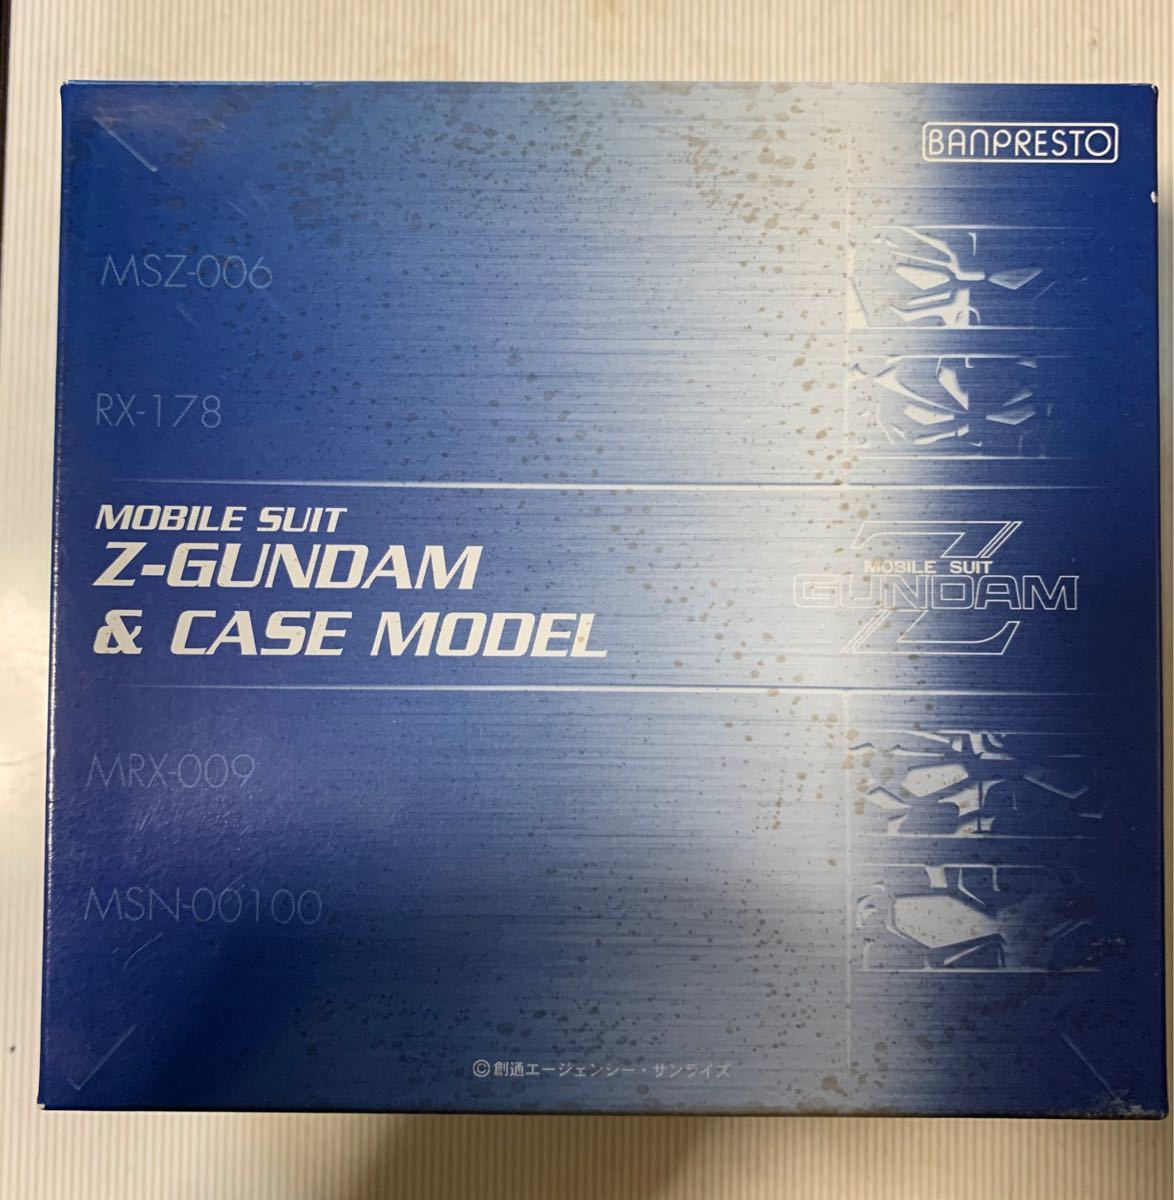 BANPRESTO
MSZ-006
RX-178
MOBILE SUIT
Z-GUNDAM
& CASE MODEL
Z
MOBILE SUIT
GUNDAM
MRX-009
MSN-00100
©創通エージェンシー・サンライズ